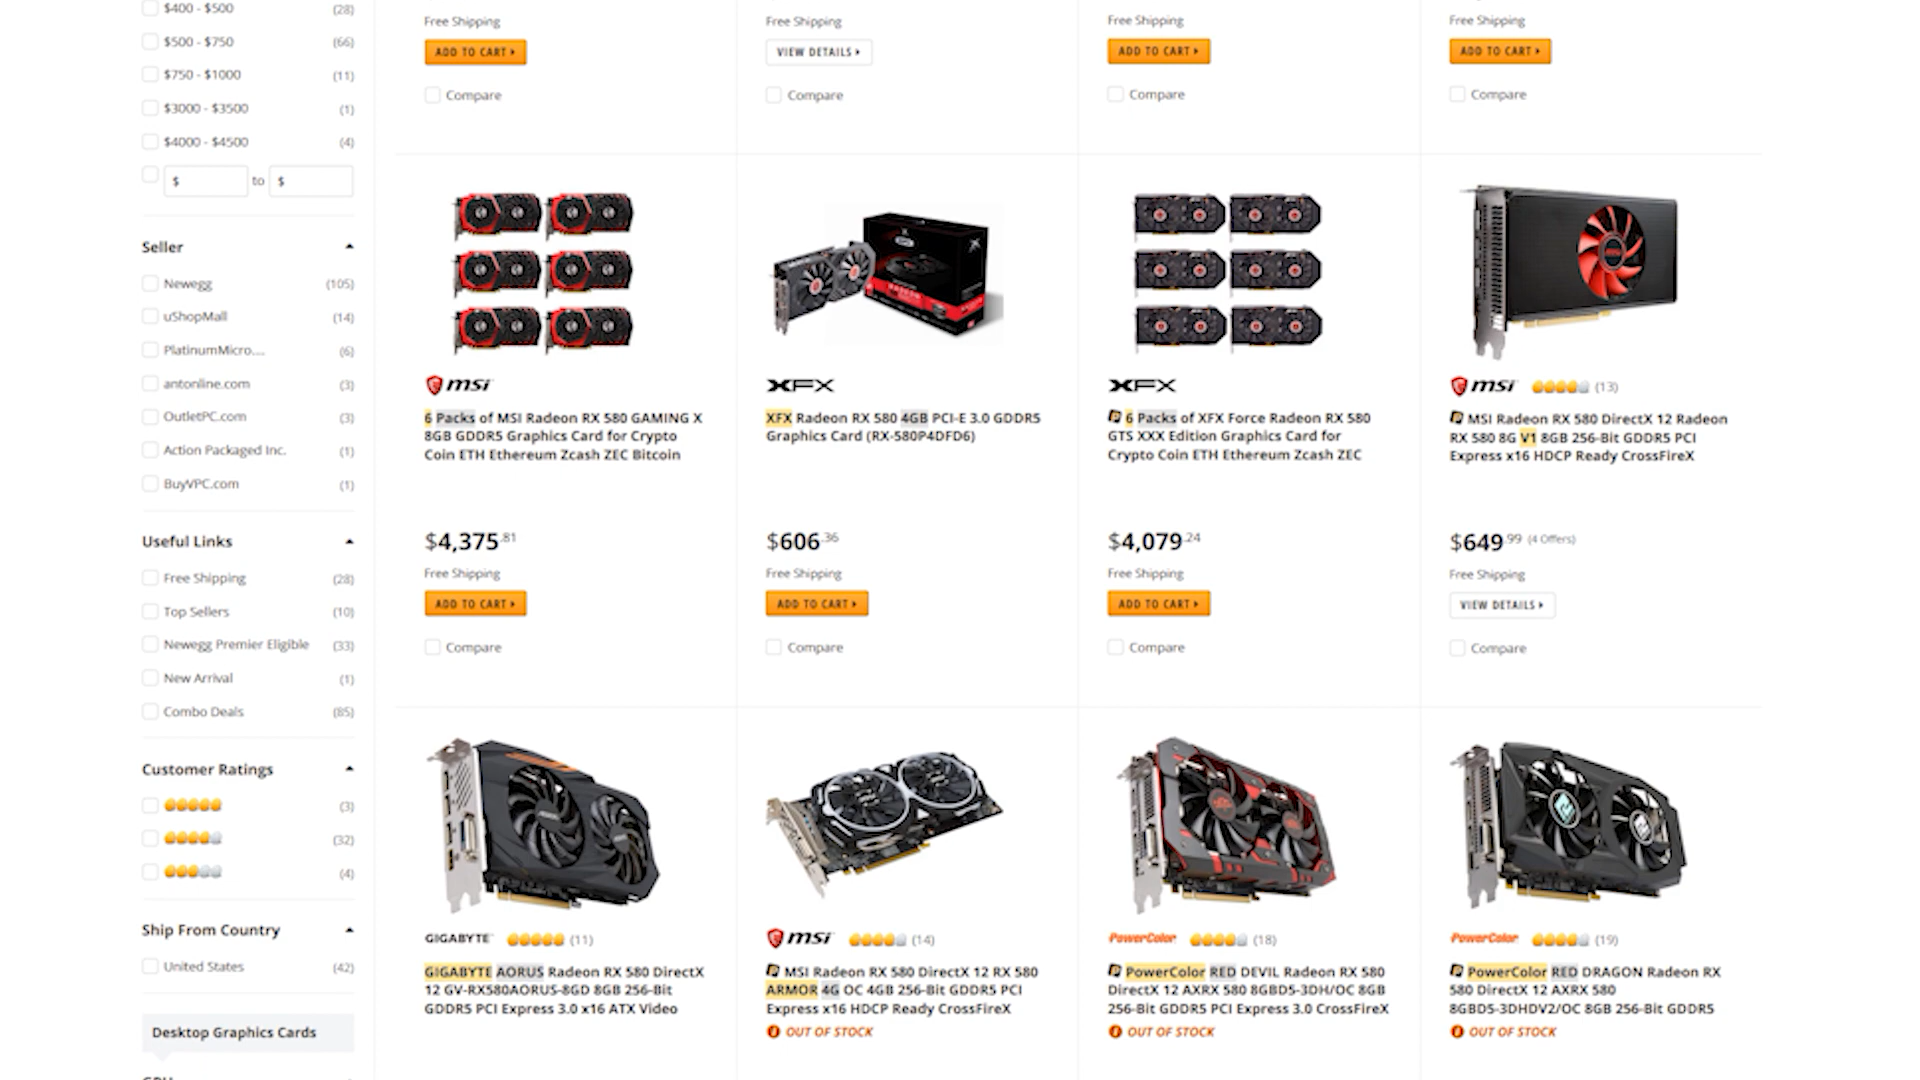 $400 - $500 (28)
$500 - $750 (66)
$750 - $1000 (11)
$3000 - $3500 (1)
$4000 - $4500 (4)
$ to $
Seller
Newegg (105)
uShopMall (14)
PlatinumMicro.... (6)
antonline.com (3)
OutletPC.com (3)
Action Packaged Inc. (1)
BuyVPC.com (1)
Useful Links
Free Shipping (28)
Top Sellers (10)
Newegg Premier Eligible (33)
New Arrival (1)
Combo Deals (85)
Customer Ratings
(3)
(32)
(4)
Ship From Country
United States (42)
Desktop Graphics Cards
Free Shipping
ADD TO CART
Compare
Free Shipping
VIEW DETAILS
Compare
Free Shipping
ADD TO CART
Compare
Free Shipping
ADD TO CART
Compare
msi
6 Packs of MSI Radeon RX 580 GAMING X
8GB GDDR5 Graphics Card for Crypto
Coin ETH Ethereum Zcash ZEC Bitcoin
$4,375.81
Free Shipping
ADD TO CART
Compare
XFX
XFX Radeon RX 580 4GB PCI-E 3.0 GDDR5
Graphics Card (RX-580P4DFD6)
$606.36
Free Shipping
ADD TO CART
Compare
XFX
6 Packs of XFX Force Radeon RX 580
GTS XXX Edition Graphics Card for
Crypto Coin ETH Ethereum Zcash ZEC
$4,079.24
Free Shipping
ADD TO CART
Compare
msi (13)
MSI Radeon RX 580 DirectX 12 Radeon
RX 580 8G V1 8GB 256-Bit GDDR5 PCI
Express x16 HDCP Ready CrossFireX
$649.99 (4 Offers)
Free Shipping
VIEW DETAILS
Compare
GIGABYTE (11)
GIGABYTE AORUS Radeon RX 580 DirectX
12 GV-RX580AORUS-8GD 8GB 256-Bit
GDDR5 PCI Express 3.0 x16 ATX Video
msi (14)
MSI Radeon RX 580 DirectX 12 RX 580
ARMOR 4G OC 4GB 256-Bit GDDR5 PCI
Express x16 HDCP Ready CrossFireX
OUT OF STOCK
PowerColor (18)
PowerColor RED DEVIL Radeon RX 580
DirectX 12 AXRX 580 8GBD5-3DH/OC 8GB
256-Bit GDDR5 PCI Express 3.0 CrossFireX
OUT OF STOCK
PowerColor (19)
PowerColor RED DRAGON Radeon RX
580 DirectX 12 AXRX 580
8GBD5-3DHDV2/OC 8GB 256-Bit GDDR5
OUT OF STOCK